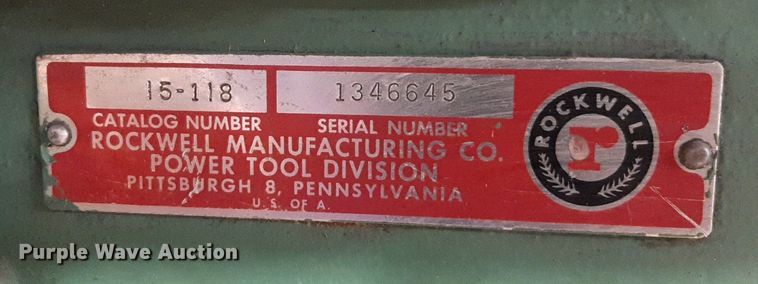 15-118 1346645
CATALOG NUMBER SERIAL NUMBER
ROCKWELL MANUFACTURING CO.
POWER TOOL DIVISION
PITTSBURGH 8, PENNSYLVANIA
U.S. OF A.
ROCKWELL
r
Purple Wave Auction